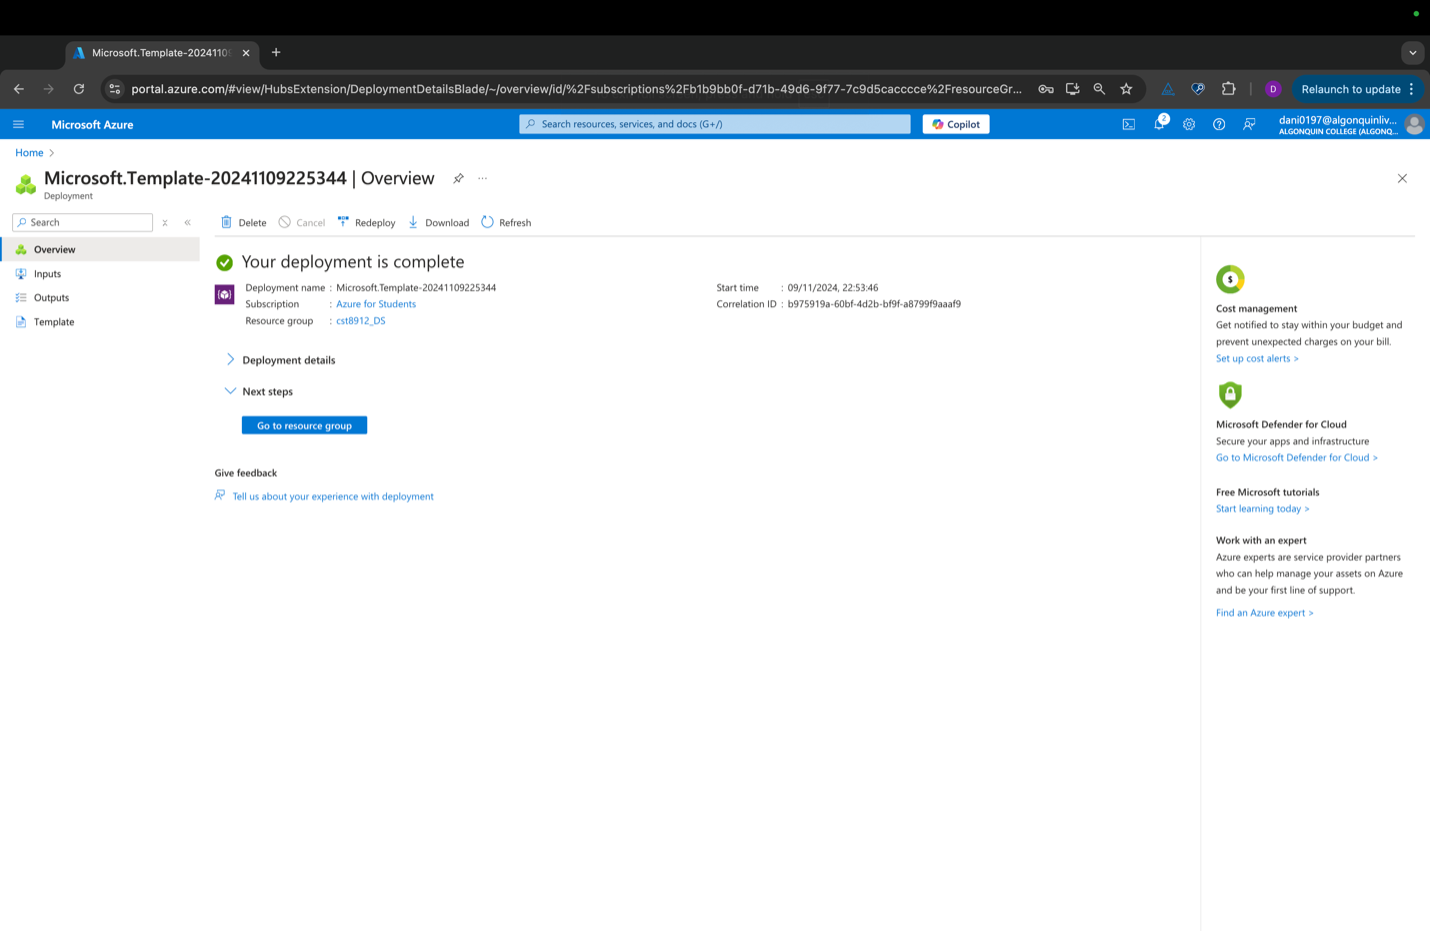 Microsoft.Template-2024110
portal.azure.com/#view/HubsExtension/DeploymentDetailsBlade/~/overview/id/%2Fsubscriptions%2Fb1b9bb0f-d71b-49d6-9f77-7c9d5cacccce%2FresourceGr...
D
Relaunch to update
Microsoft Azure
Search resources, services, and docs (G+/)
Copilot
2
dani0197@algonquinliv...
ALGONQUIN COLLEGE (ALGONQ...
Home
Microsoft.Template-20241109225344 | Overview
Deployment
Search
Delete
Cancel
Redeploy
Download
Refresh
Overview
Inputs
Outputs
Template
Your deployment is complete
Deployment name : Microsoft.Template-20241109225344
Subscription : Azure for Students
Resource group : cst8912_DS
Start time : 09/11/2024, 22:53:46
Correlation ID : b975919a-60bf-4d2b-bf9f-a8799f9aaaf9
Deployment details
Next steps
Go to resource group
Give feedback
Tell us about your experience with deployment
Cost management
Get notified to stay within your budget and
prevent unexpected charges on your bill.
Set up cost alerts >
Microsoft Defender for Cloud
Secure your apps and infrastructure
Go to Microsoft Defender for Cloud >
Free Microsoft tutorials
Start learning today >
Work with an expert
Azure experts are service provider partners
who can help manage your assets on Azure
and be your first line of support.
Find an Azure expert >